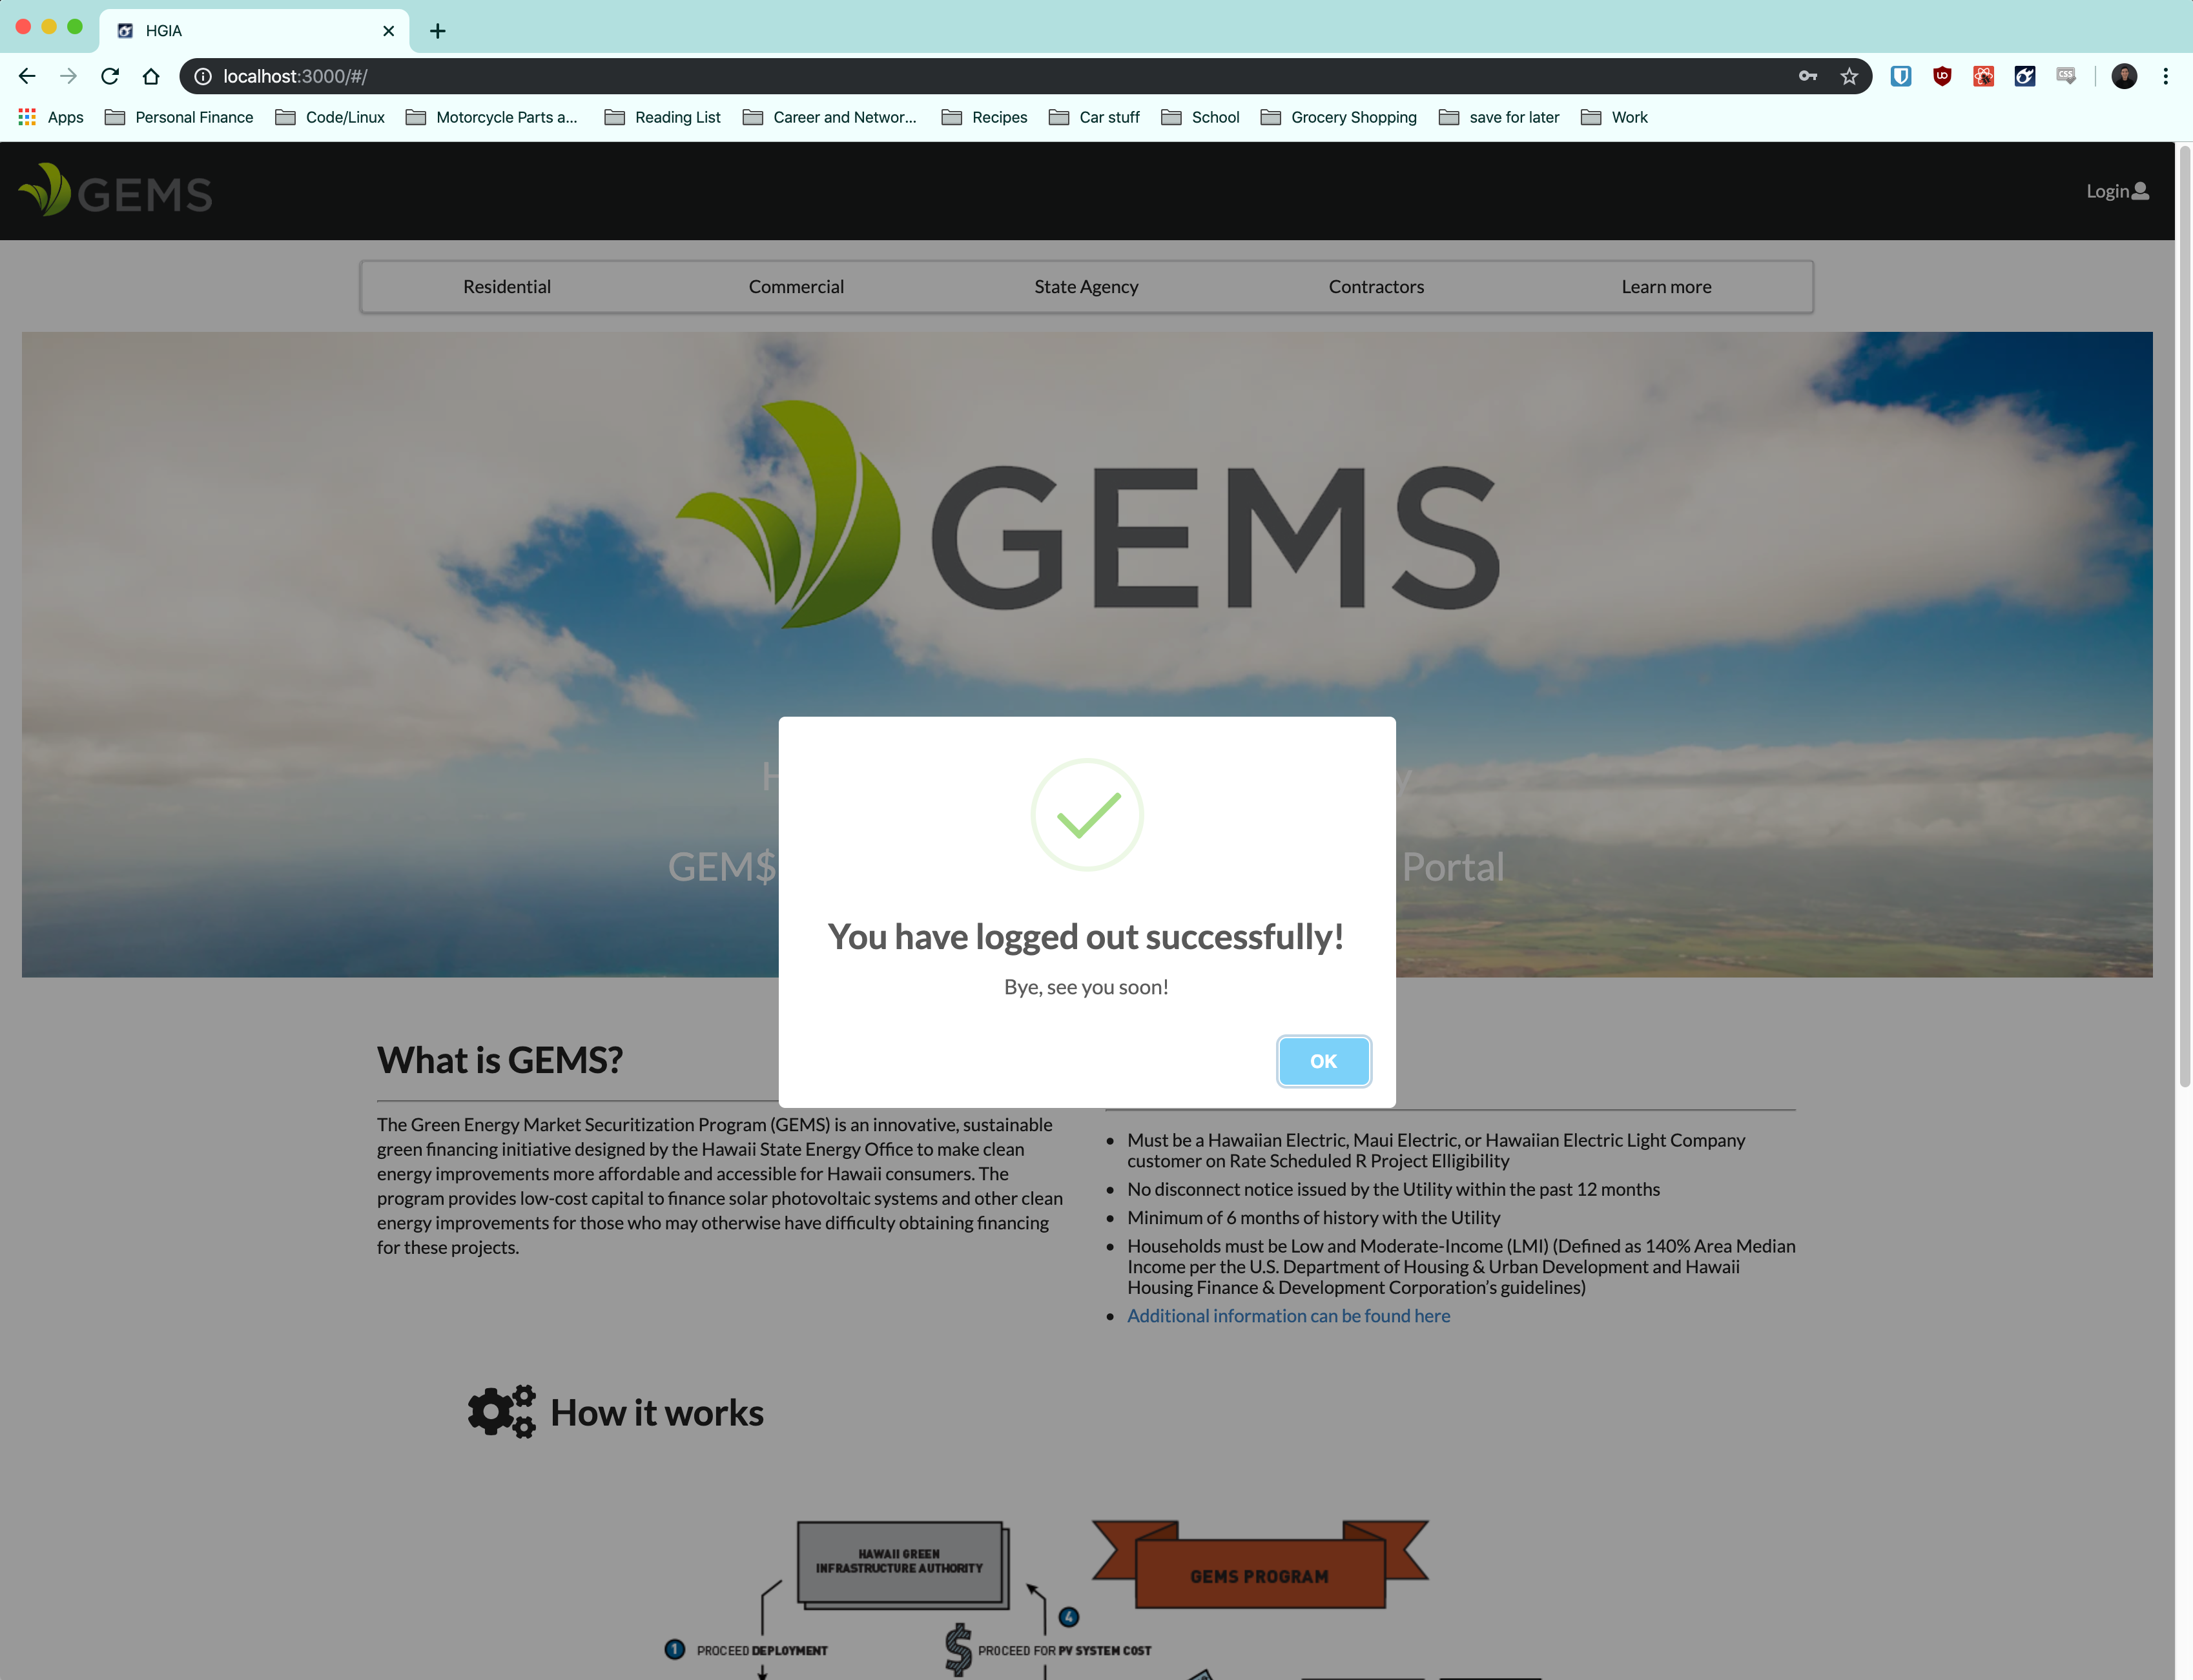 HGIA
localhost:3000/#/
Apps
Personal Finance
Code/Linux
Motorcycle Parts a...
Reading List
Career and Networ...
Recipes
Car stuff
School
Grocery Shopping
save for later
Work
GEMS
Login
Residential
Commercial
State Agency
Contractors
Learn more
GEMS
GEM$
Portal
You have logged out successfully!
Bye, see you soon!
OK
What is GEMS?
The Green Energy Market Securitization Program (GEMS) is an innovative, sustainable
green financing initiative designed by the Hawaii State Energy Office to make clean
energy improvements more affordable and accessible for Hawaii consumers. The
program provides low-cost capital to finance solar photovoltaic systems and other clean
energy improvements for those who may otherwise have difficulty obtaining financing
for these projects.
Must be a Hawaiian Electric, Maui Electric, or Hawaiian Electric Light Company
customer on Rate Scheduled R Project Elligibility
No disconnect notice issued by the Utility within the past 12 months
Minimum of 6 months of history with the Utility
Households must be Low and Moderate-Income (LMI) (Defined as 140% Area Median
Income per the U.S. Department of Housing & Urban Development and Hawaii
Housing Finance & Development Corporation's guidelines)
Additional information can be found here
How it works
HAWAII GREEN
INFRASTRUCTURE AUTHORITY
GEMS PROGRAM
4
1 PROCEED DEPLOYMENT
$ PROCEED FOR PV SYSTEM COST